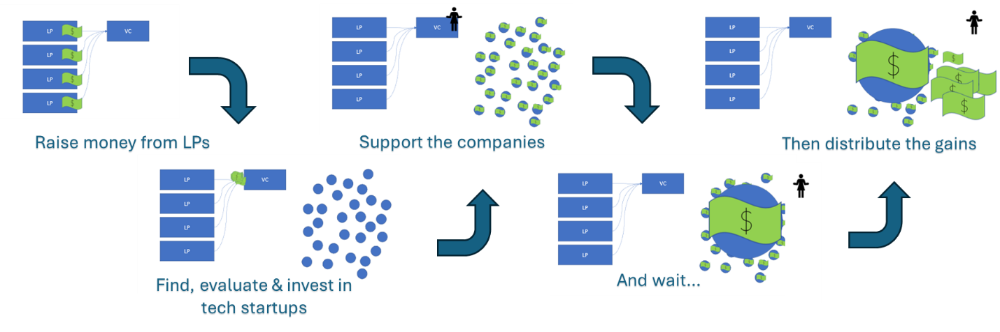 LP
VC
LP
LP
LP
$
$
$
$
Raise money from LPs
LP
VC
LP
LP
LP
Find, evaluate & invest in
tech startups
LP
VC
LP
LP
LP
Support the companies
LP
VC
LP
LP
LP
$
And wait...
LP
VC
LP
LP
LP
$
$
$
Then distribute the gains